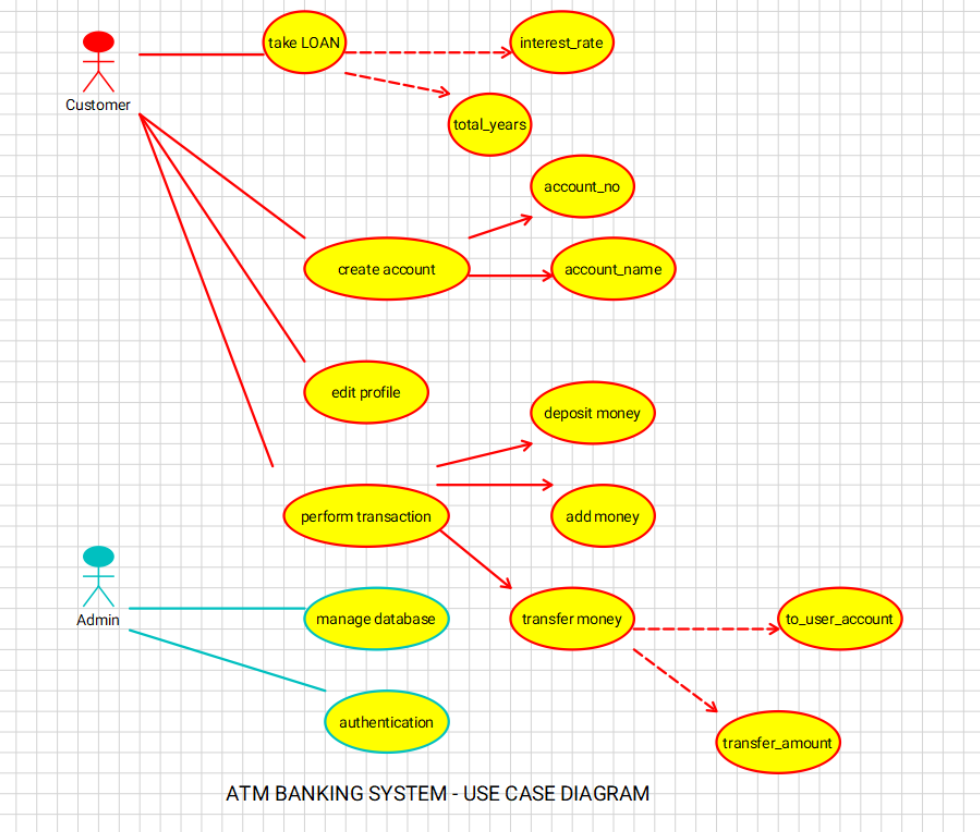 take LOAN
interest_rate
Customer
total_years
account_no
create account
account_name
edit profile
deposit money
perform transaction
add money
Admin
manage database
transfer money
to_user_account
authentication
transfer_amount
ATM BANKING SYSTEM - USE CASE DIAGRAM